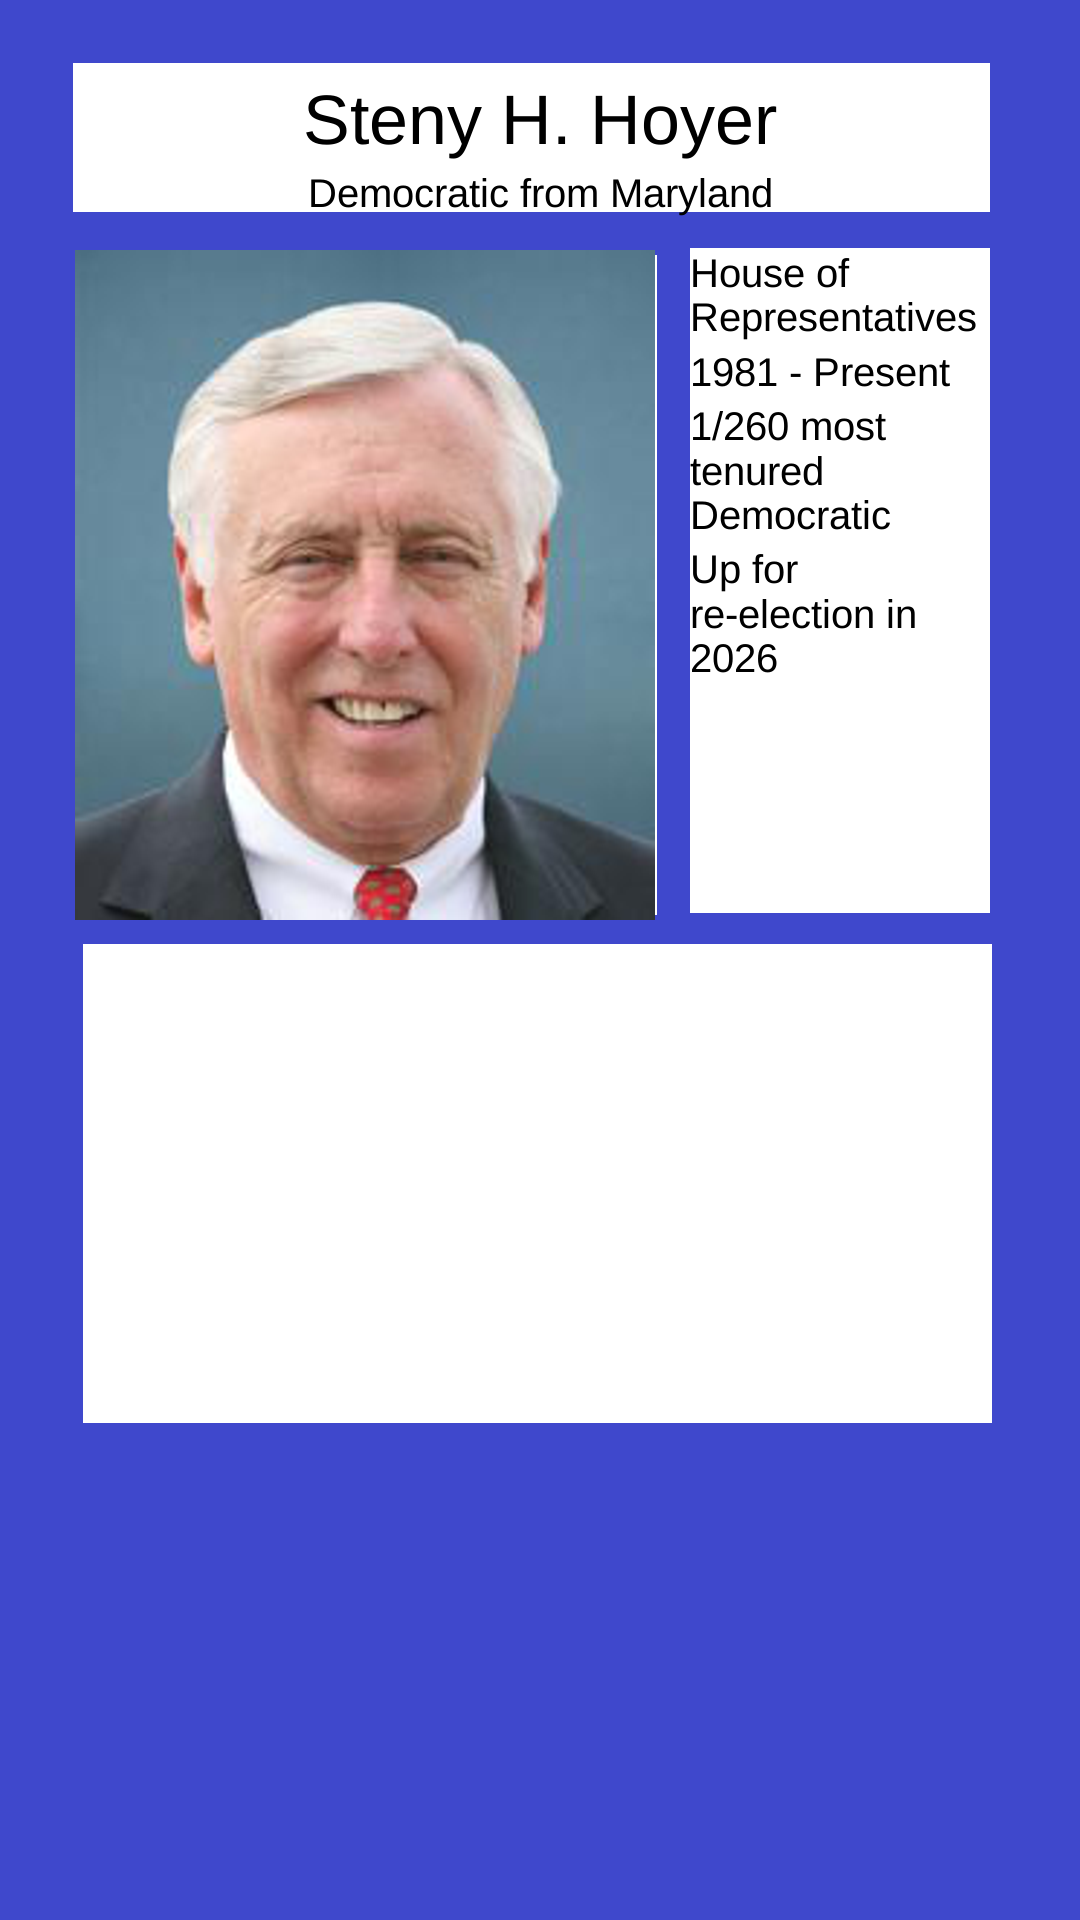 Steny H. Hoyer
Democratic from Maryland
House of
Representatives
1981 - Present
1/260 most
tenured
Democratic
Up for
re-election in
2026